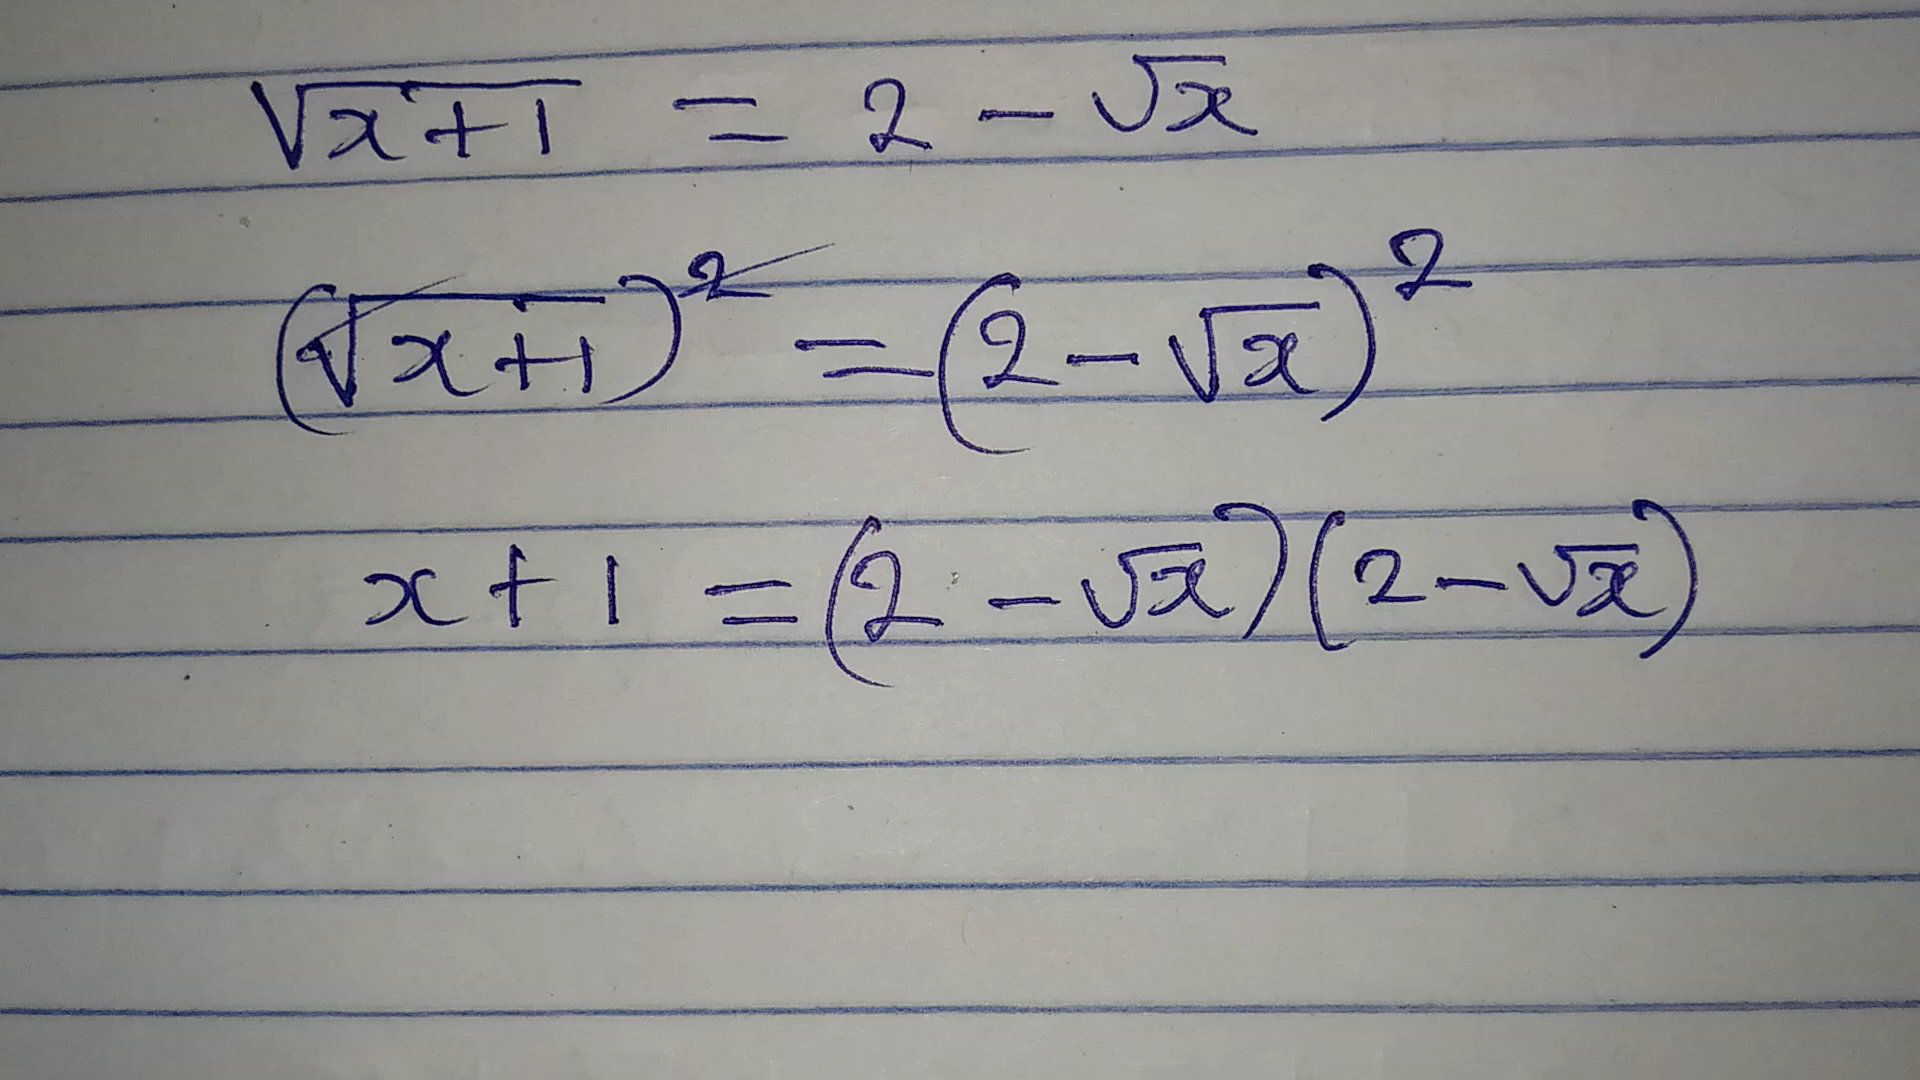 √x+1 = 2 - √x
(√x+1)² = (2 - √x)²
x + 1 = (2 - √x)(2 - √x)